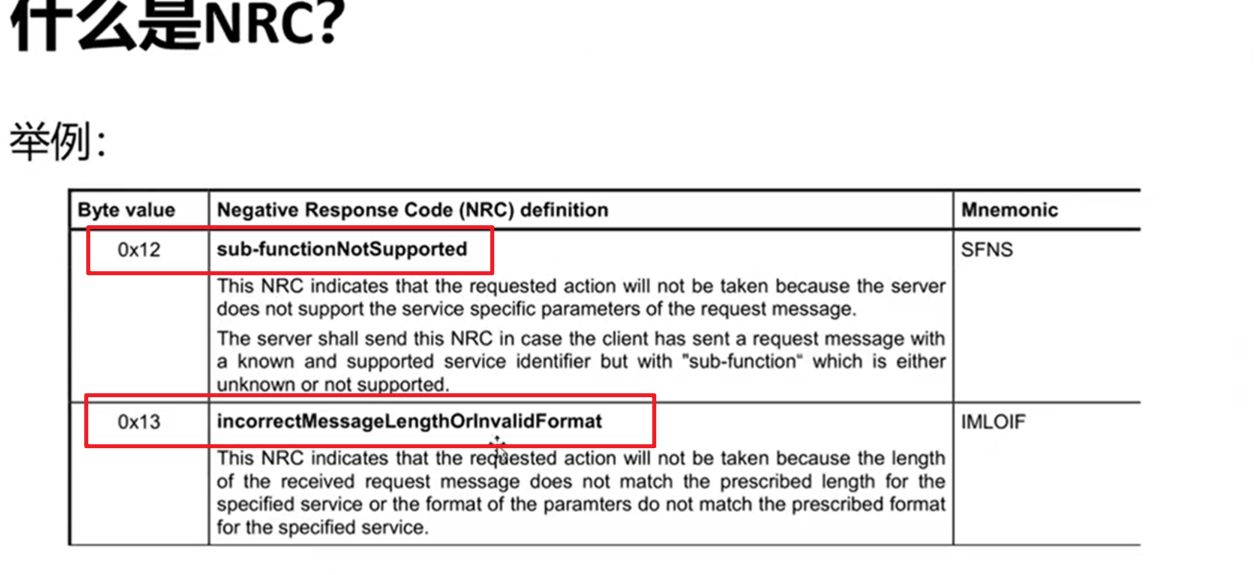 什么是NRC?
举例：
Byte value Negative Response Code (NRC) definition Mnemonic
0x12 sub-functionNotSupported SFNS
This NRC indicates that the requested action will not be taken because the server
does not support the service specific parameters of the request message.
The server shall send this NRC in case the client has sent a request message with
a known and supported service identifier but with "sub-function“ which is either
unknown or not supported.
0x13 incorrectMessageLengthOrInvalidFormat IMLOIF
This NRC indicates that the requested action will not be taken because the length
of the received request message does not match the prescribed length for the
specified service or the format of the paramters do not match the prescribed format
for the specified service.